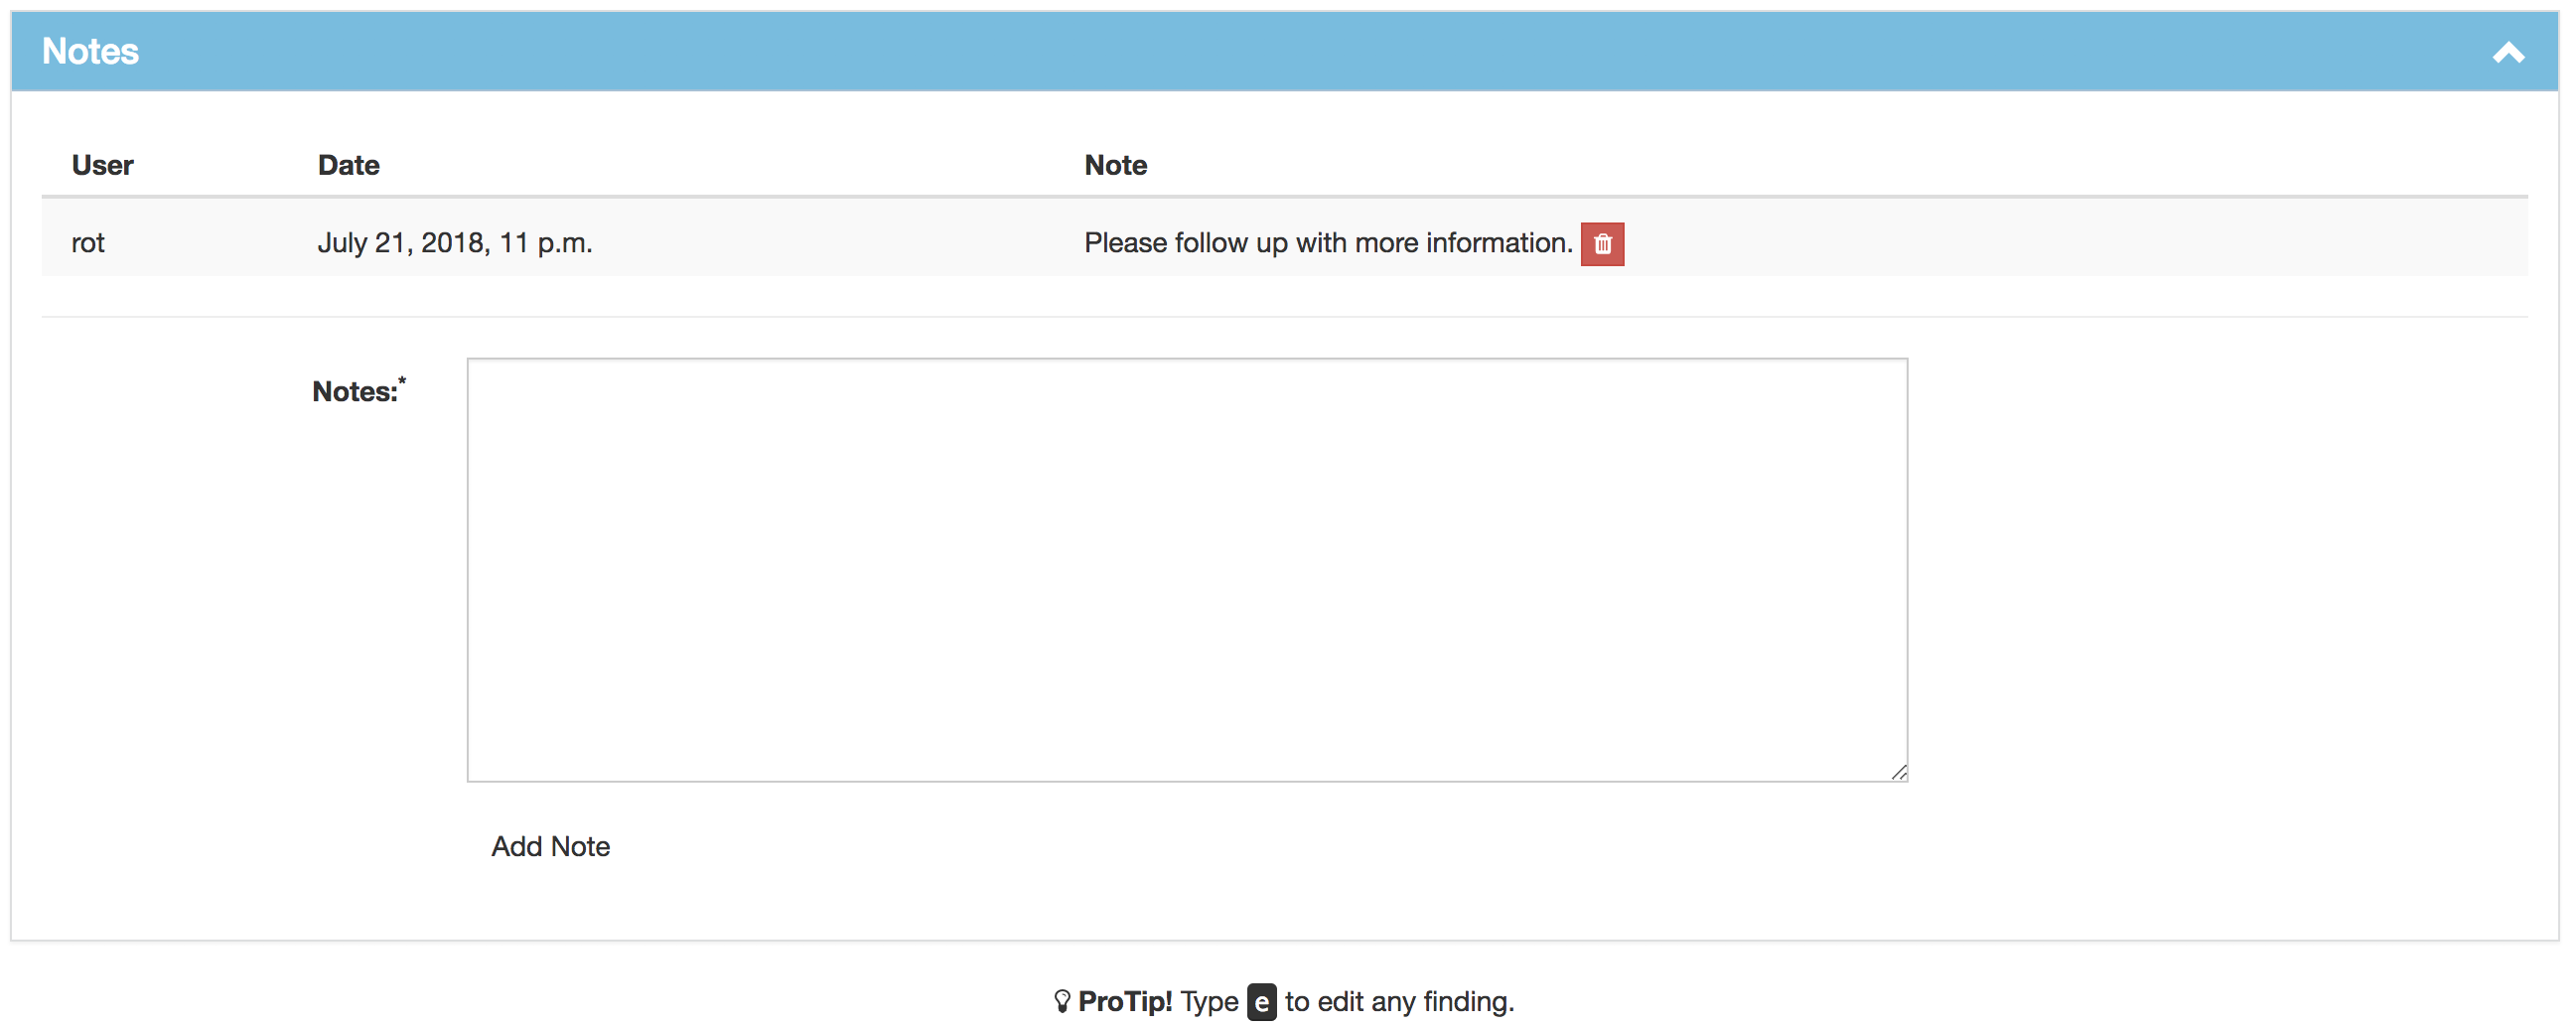 Notes
User Date Note
rot July 21, 2018, 11 p.m. Please follow up with more information.
Notes:*
Add Note
ProTip! Type e to edit any finding.